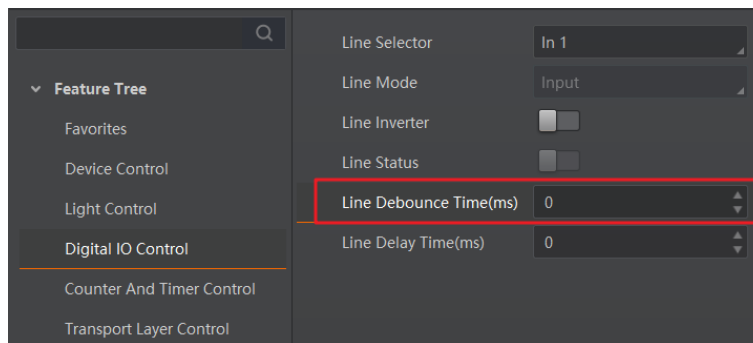 Feature Tree
Favorites
Device Control
Light Control
Digital IO Control
Counter And Timer Control
Transport Layer Control
Line Selector In 1
Line Mode Input
Line Inverter
Line Status
Line Debounce Time(ms) 0
Line Delay Time(ms) 0